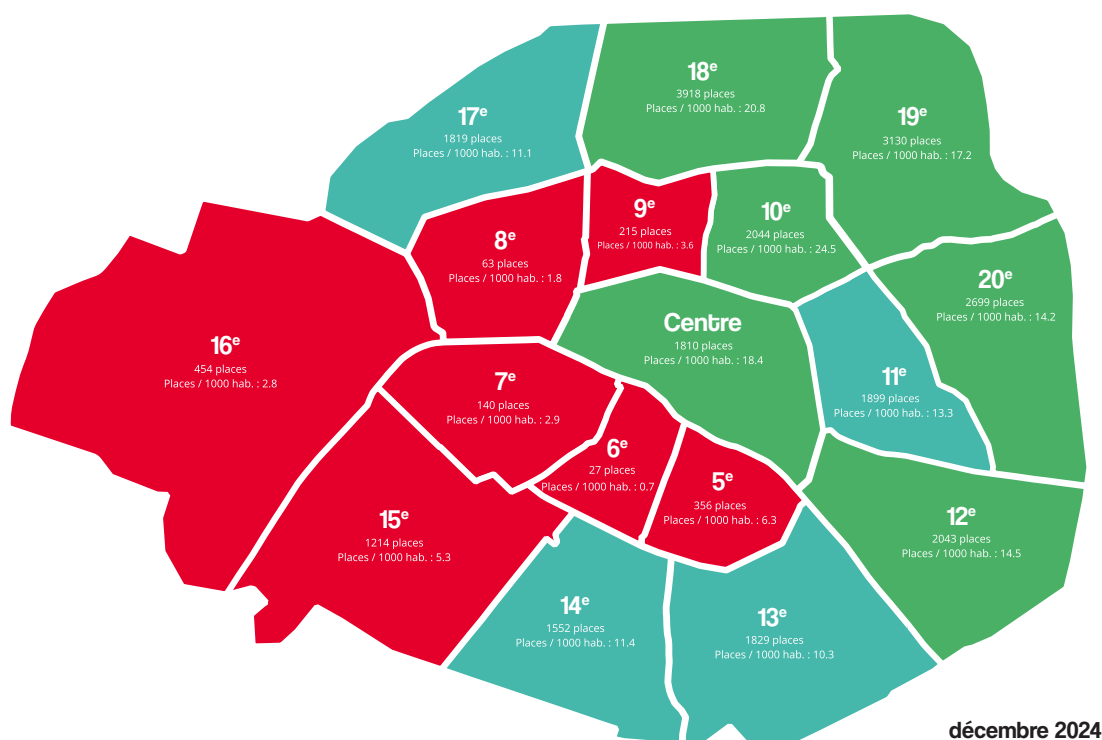 18e
3918 places
Places / 1000 hab. : 20.8
17e
1819 places
Places / 1000 hab. : 11.1
19e
3130 places
Places / 1000 hab. : 17.2
9e
215 places
Places / 1000 hab. : 3.6
10e
2044 places
Places / 1000 hab. : 24.5
8e
63 places
Places / 1000 hab. : 1.8
20e
2699 places
Places / 1000 hab. : 14.2
Centre
1810 places
Places / 1000 hab. : 18.4
16e
454 places
Places / 1000 hab. : 2.8
7e
140 places
Places / 1000 hab. : 2.9
11e
1899 places
Places / 1000 hab. : 13.3
6e
27 places
Places / 1000 hab. : 0.7
5e
356 places
Places / 1000 hab. : 6.3
15e
1214 places
Places / 1000 hab. : 5.3
12e
2043 places
Places / 1000 hab. : 14.5
14e
1552 places
Places / 1000 hab. : 11.4
13e
1829 places
Places / 1000 hab. : 10.3
décembre 2024